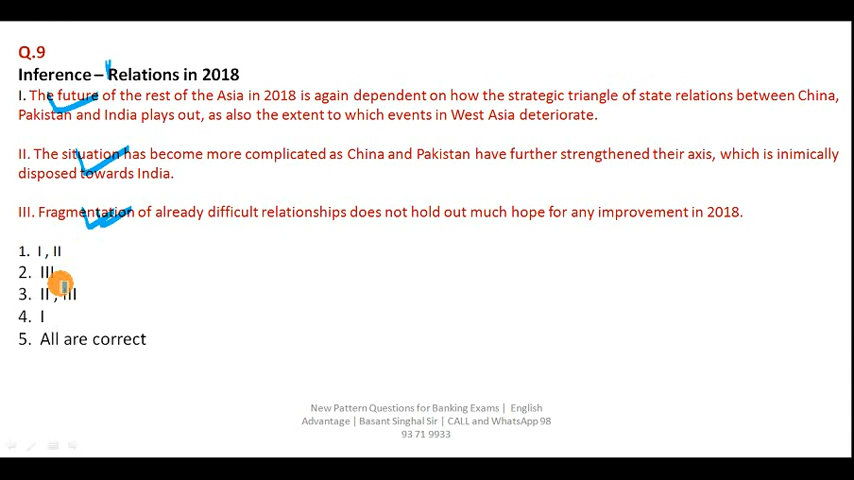 Q.9
Inference – Relations in 2018
I. The future of the rest of the Asia in 2018 is again dependent on how the strategic triangle of state relations between China,
Pakistan and India plays out, as also the extent to which events in West Asia deteriorate.
II. The situation has become more complicated as China and Pakistan have further strengthened their axis, which is inimically
disposed towards India.
III. Fragmentation of already difficult relationships does not hold out much hope for any improvement in 2018.
1. I , II
2. III
3. II , III
4. I
5. All are correct
New Pattern Questions for Banking Exams | English
Advantage | Basant Singhal Sir | CALL and WhatsApp 98
93 71 9933